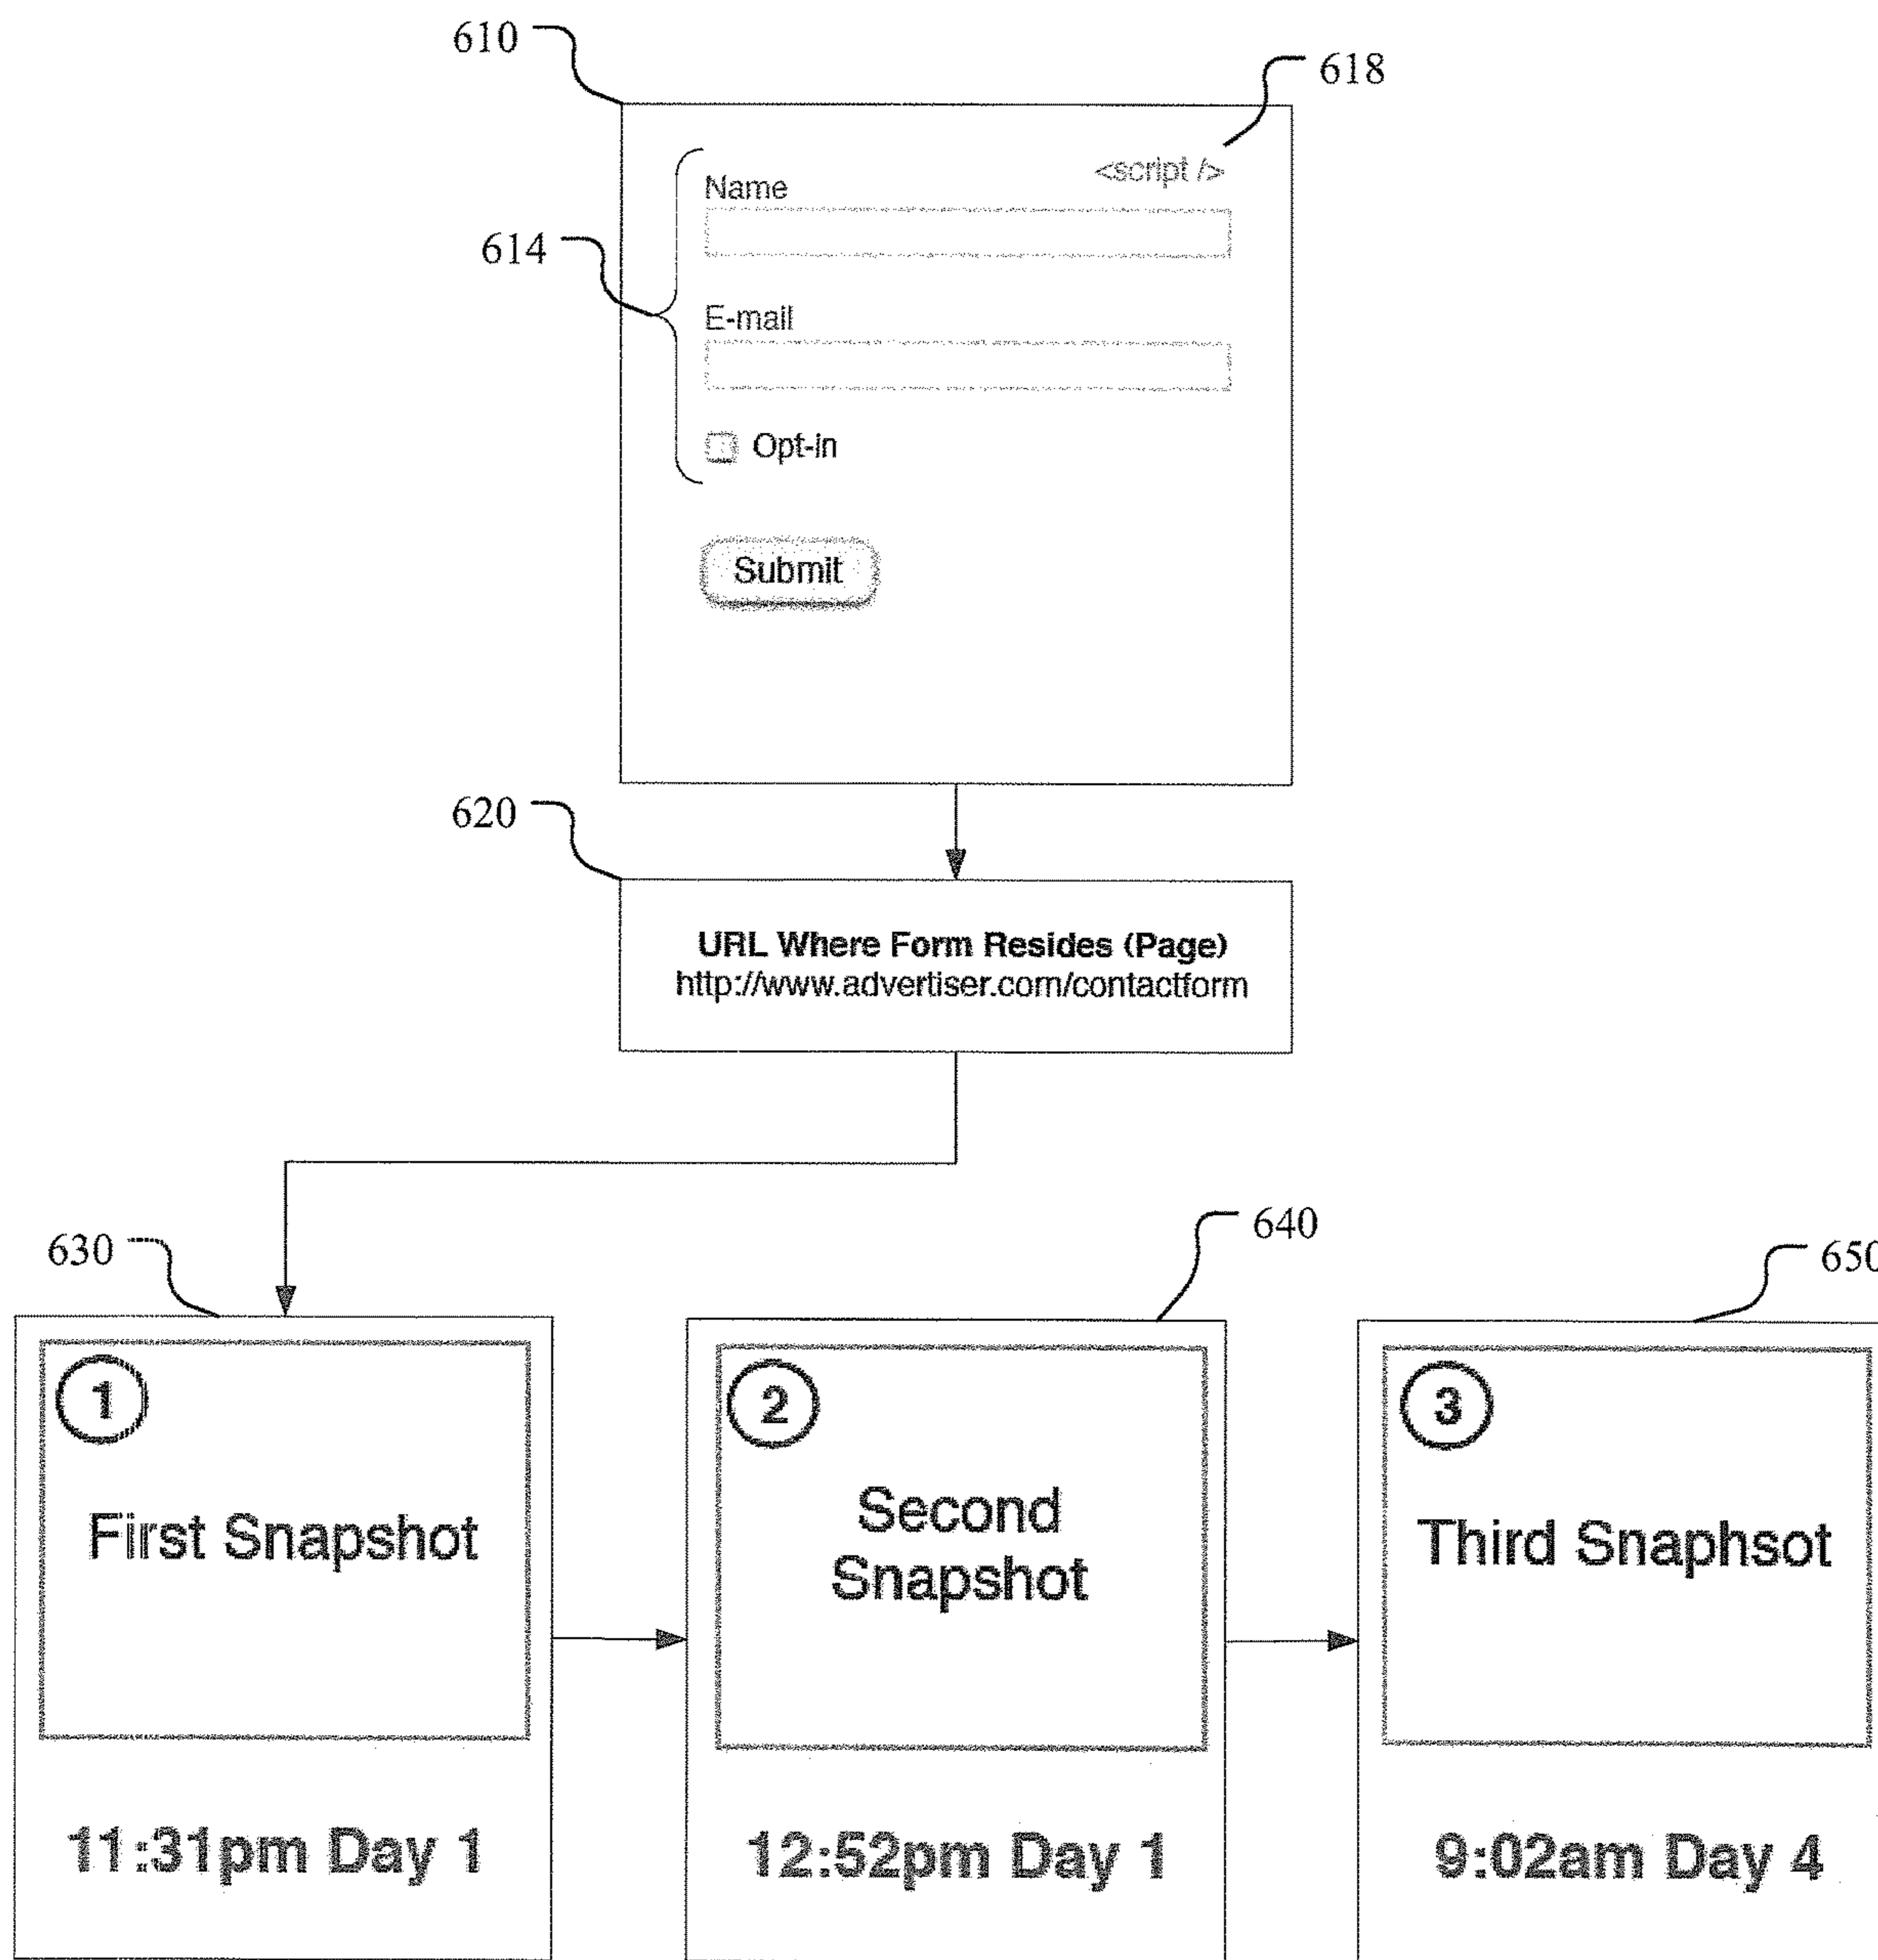 610
618
<script />
Name
614
E-mail
Opt-in
Submit
620
URL Where Form Resides (Page)
http://www.advertiser.com/contactform
630
640
650
1
First Snapshot
11:31pm Day 1
2
Second
Snapshot
12:52pm Day 1
3
Third Snaphsot
9:02am Day 4